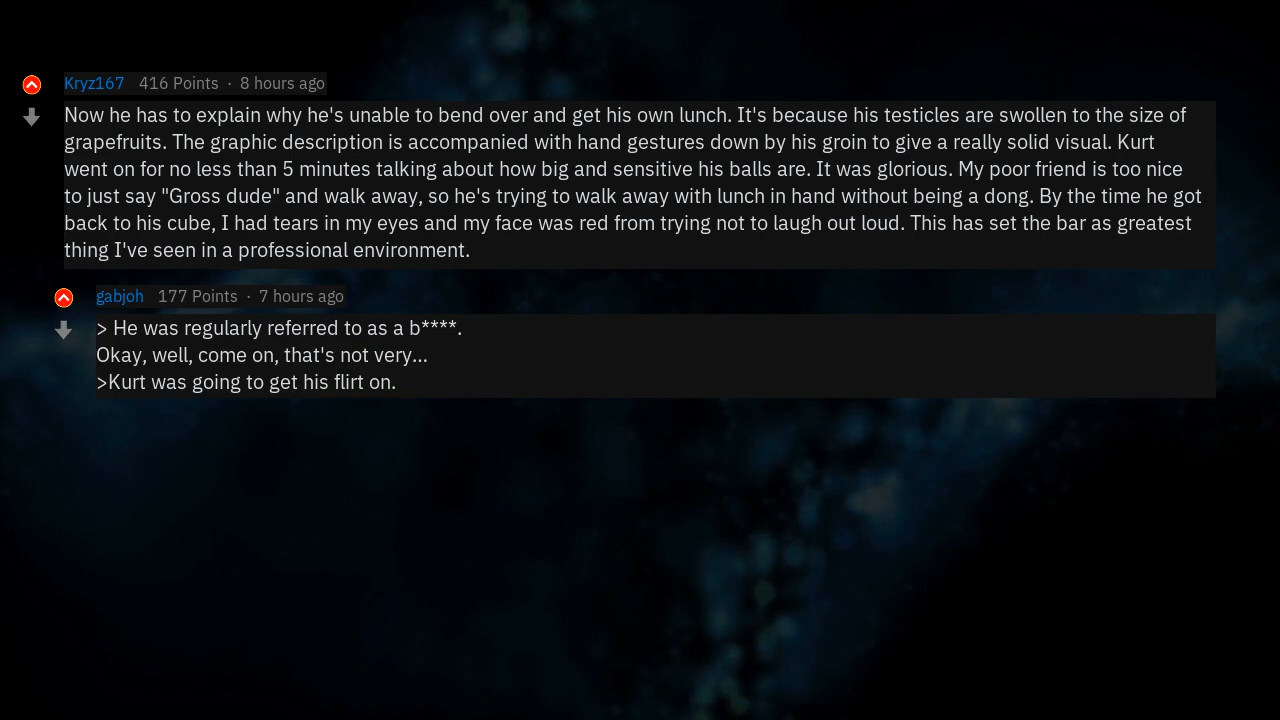 Kryz167 416 Points · 8 hours ago
Now he has to explain why he's unable to bend over and get his own lunch. It's because his testicles are swollen to the size of
grapefruits. The graphic description is accompanied with hand gestures down by his groin to give a really solid visual. Kurt
went on for no less than 5 minutes talking about how big and sensitive his balls are. It was glorious. My poor friend is too nice
to just say "Gross dude" and walk away, so he's trying to walk away with lunch in hand without being a dong. By the time he got
back to his cube, I had tears in my eyes and my face was red from trying not to laugh out loud. This has set the bar as greatest
thing I've seen in a professional environment.
gabjoh 177 Points · 7 hours ago
> He was regularly referred to as a b****.
Okay, well, come on, that's not very...
>Kurt was going to get his flirt on.